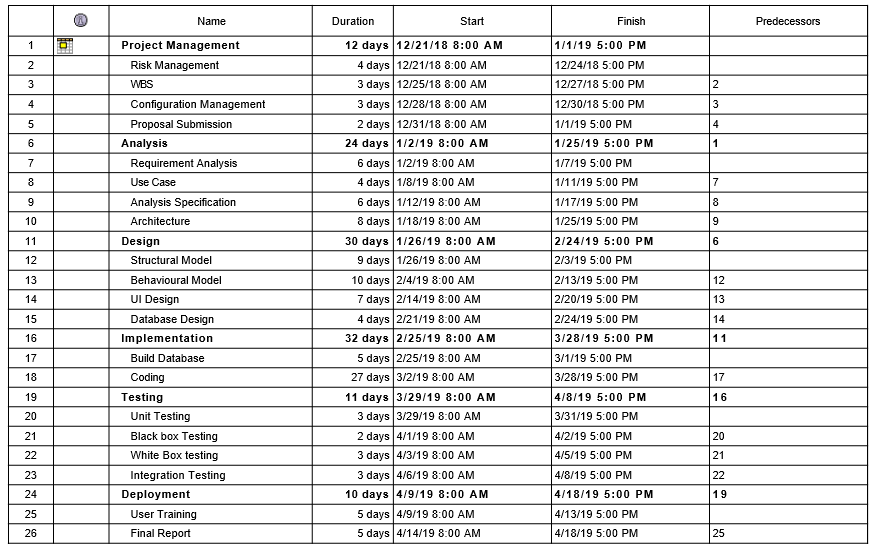 Name Duration Start Finish Predecessors
1 Project Management 12 days 12/21/18 8:00 AM 1/1/19 5:00 PM
2 Risk Management 4 days 12/21/18 8:00 AM 12/24/18 5:00 PM
3 WBS 3 days 12/25/18 8:00 AM 12/27/18 5:00 PM 2
4 Configuration Management 3 days 12/28/18 8:00 AM 12/30/18 5:00 PM 3
5 Proposal Submission 2 days 12/31/18 8:00 AM 1/1/19 5:00 PM 4
6 Analysis 24 days 1/2/19 8:00 AM 1/25/19 5:00 PM 1
7 Requirement Analysis 6 days 1/2/19 8:00 AM 1/7/19 5:00 PM
8 Use Case 4 days 1/8/19 8:00 AM 1/11/19 5:00 PM 7
9 Analysis Specification 6 days 1/12/19 8:00 AM 1/17/19 5:00 PM 8
10 Architecture 8 days 1/18/19 8:00 AM 1/25/19 5:00 PM 9
11 Design 30 days 1/26/19 8:00 AM 2/24/19 5:00 PM 6
12 Structural Model 9 days 1/26/19 8:00 AM 2/3/19 5:00 PM
13 Behavioural Model 10 days 2/4/19 8:00 AM 2/13/19 5:00 PM 12
14 UI Design 7 days 2/14/19 8:00 AM 2/20/19 5:00 PM 13
15 Database Design 4 days 2/21/19 8:00 AM 2/24/19 5:00 PM 14
16 Implementation 32 days 2/25/19 8:00 AM 3/28/19 5:00 PM 11
17 Build Database 5 days 2/25/19 8:00 AM 3/1/19 5:00 PM
18 Coding 27 days 3/2/19 8:00 AM 3/28/19 5:00 PM 17
19 Testing 11 days 3/29/19 8:00 AM 4/8/19 5:00 PM 16
20 Unit Testing 3 days 3/29/19 8:00 AM 3/31/19 5:00 PM
21 Black box Testing 2 days 4/1/19 8:00 AM 4/2/19 5:00 PM 20
22 White Box testing 3 days 4/3/19 8:00 AM 4/5/19 5:00 PM 21
23 Integration Testing 3 days 4/6/19 8:00 AM 4/8/19 5:00 PM 22
24 Deployment 10 days 4/9/19 8:00 AM 4/18/19 5:00 PM 19
25 User Training 5 days 4/9/19 8:00 AM 4/13/19 5:00 PM
26 Final Report 5 days 4/14/19 8:00 AM 4/18/19 5:00 PM 25